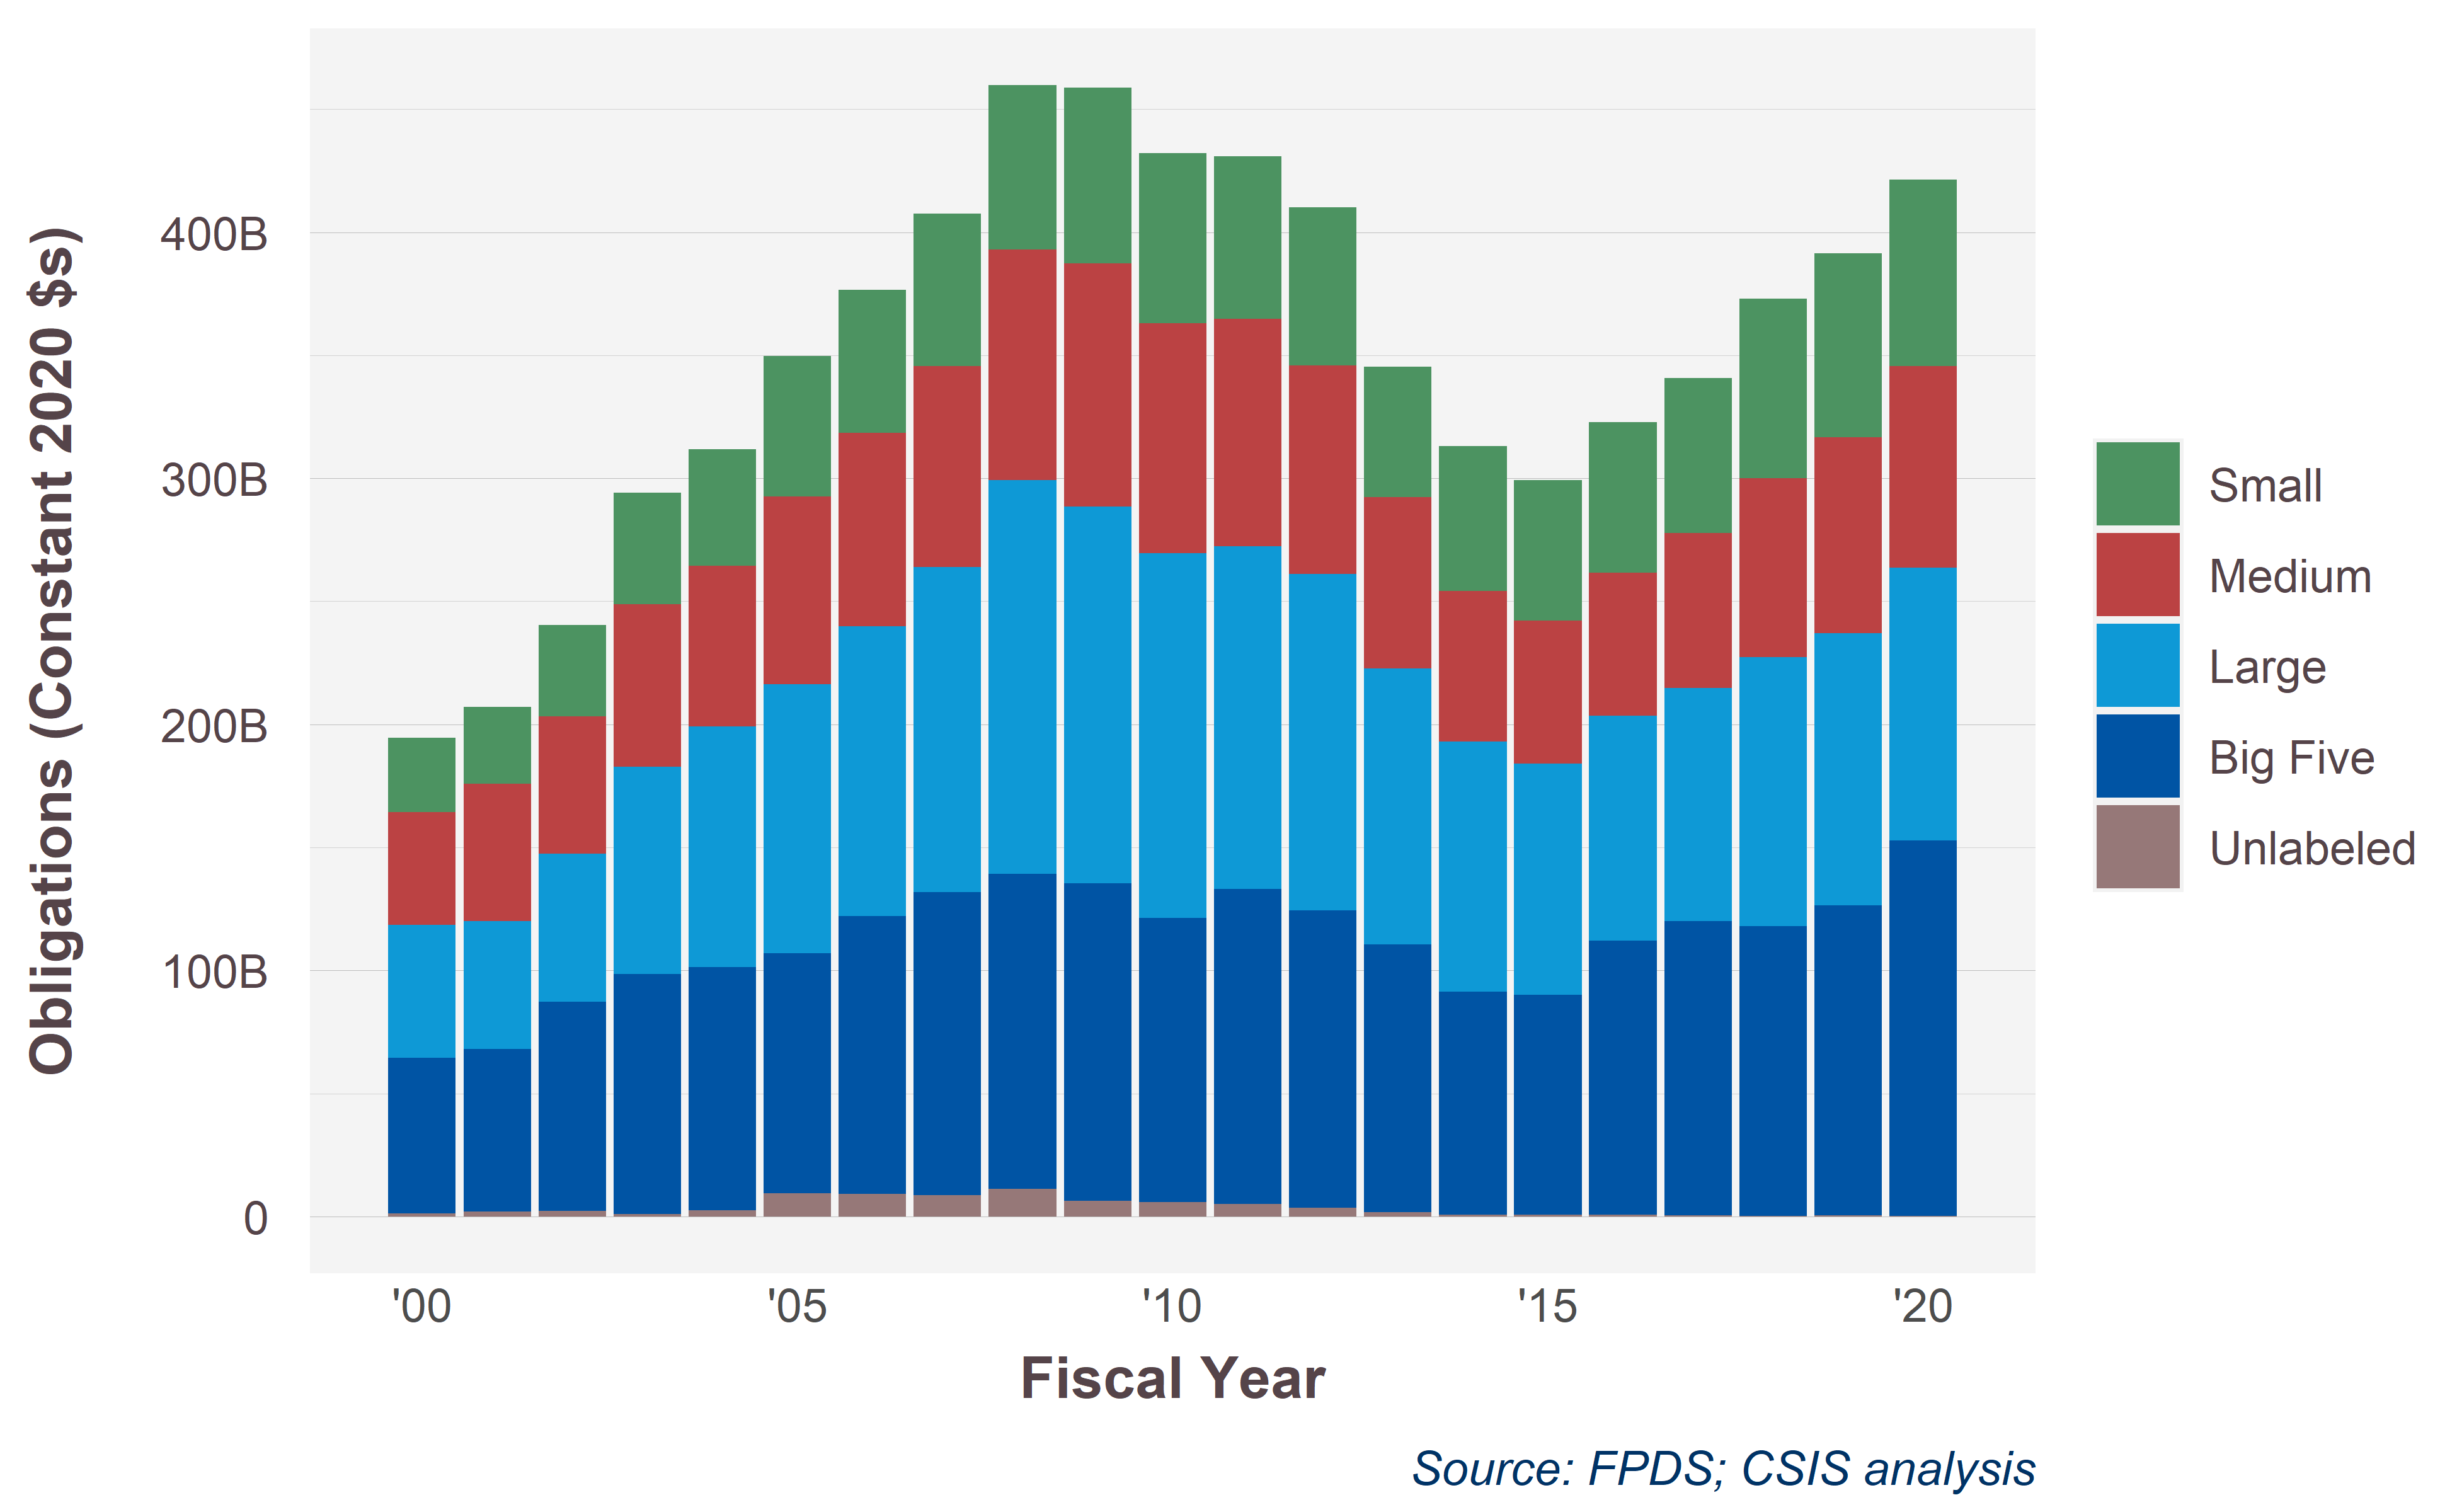 Obligations (Constant 2020 $s)
400B
300B
200B
100B
0
'00
'05
'10
'15
'20
Fiscal Year
Small
Medium
Large
Big Five
Unlabeled
Source: FPDS; CSIS analysis